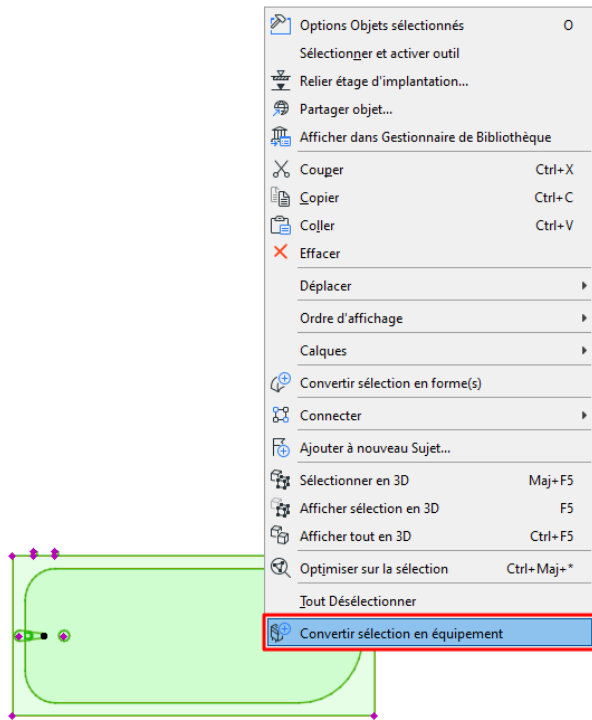 Options Objets sélectionnés O
Sélectionner et activer outil
Relier étage d'implantation...
Partager objet...
Afficher dans Gestionnaire de Bibliothèque
Couper Ctrl+X
Copier Ctrl+C
Coller Ctrl+V
Effacer
Déplacer
Ordre d'affichage
Calques
Convertir sélection en forme(s)
Connecter
Ajouter à nouveau Sujet...
Sélectionner en 3D Maj+F5
Afficher sélection en 3D F5
Afficher tout en 3D Ctrl+F5
Optimiser sur la sélection Ctrl+Maj+*
Tout Désélectionner
Convertir sélection en équipement